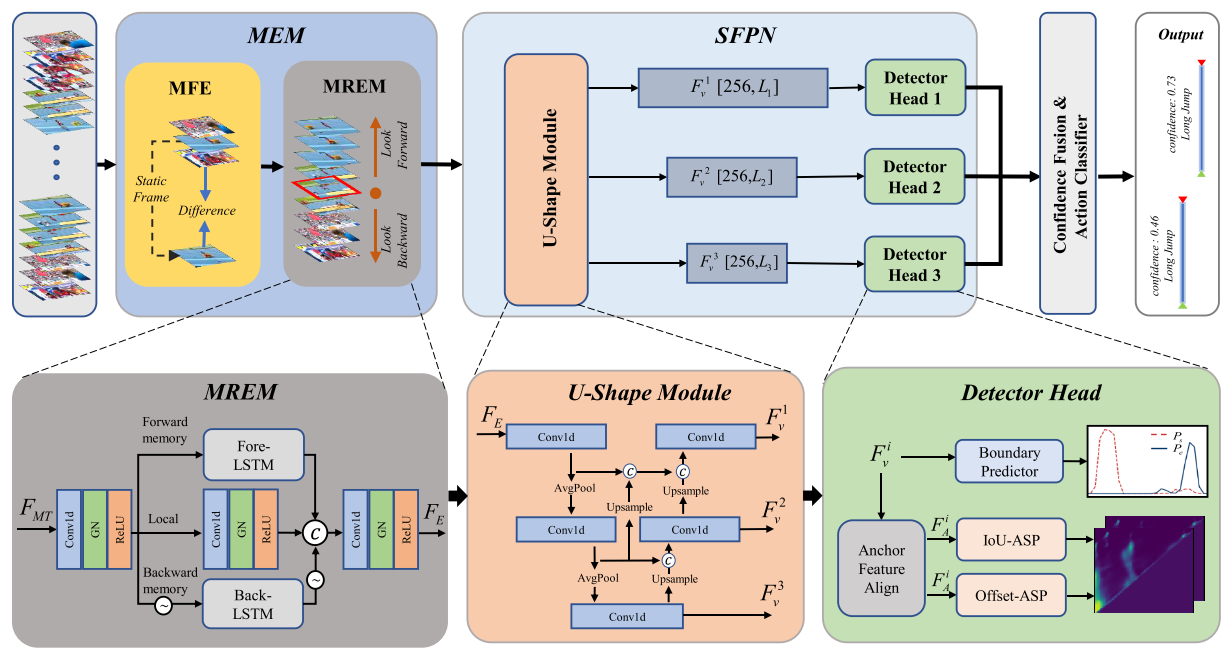 MEM
MFE
Static
Frame
Difference
MREM
Look
Forward
Look
Backward
SFPN
U-Shape Module
F_v^1 [256, L_1]
F_v^2 [256,L_2]
F_v^3 [256,L_3]
Detector
Head 1
Detector
Head 2
Detector
Head 3
Confidence Fusion &
Action Classifier
Output
confidence: 0.73
Long Jump
confidence : 0.46
Long Jump
MREM
F_MT
Conv1d
GN
ReLU
Forward
memory
Local
Backward
memory
~
Fore-
LSTM
Conv1d
GN
ReLU
Back-
LSTM
C
~
Conv1d
GN
ReLU
F_E
U-Shape Module
F_E
Conv1d
Conv1d
F_v^1
C
C
AvgPool
Upsample
Upsample
Conv1d
Conv1d
F_v^2
C
AvgPool
Upsample
Conv1d
F_v^3
Detector Head
F_v^i
Boundary
Predictor
P_s
P_e
Anchor
Feature
Align
F_A^i
IoU-ASP
F_A^i
Offset-ASP